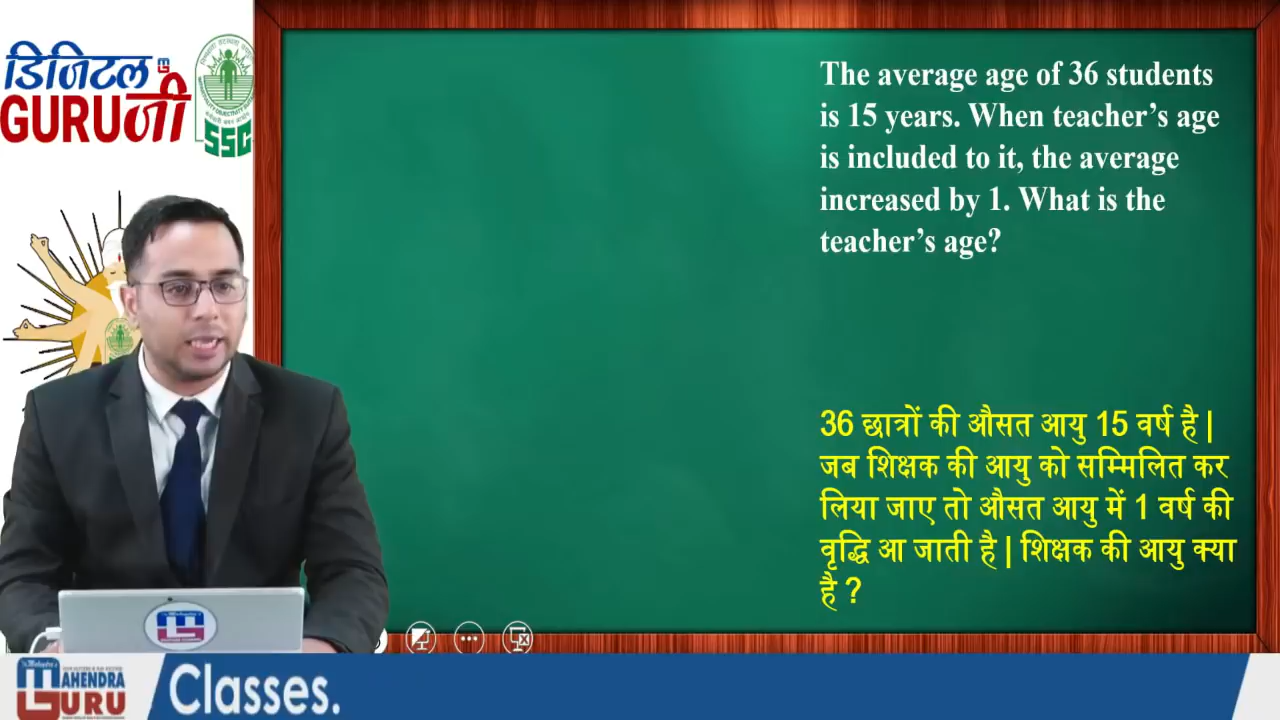 डिजिटल
GURUजी
SSC
The average age of 36 students
is 15 years. When teacher’s age
is included to it, the average
increased by 1. What is the
teacher’s age?
36 छात्रों की औसत आयु 15 वर्ष है |
जब शिक्षक की आयु को सम्मिलित कर
लिया जाए तो औसत आयु में 1 वर्ष की
वृद्धि आ जाती है | शिक्षक की आयु क्या
है ?
MAHENDRA
GURU
Classes.